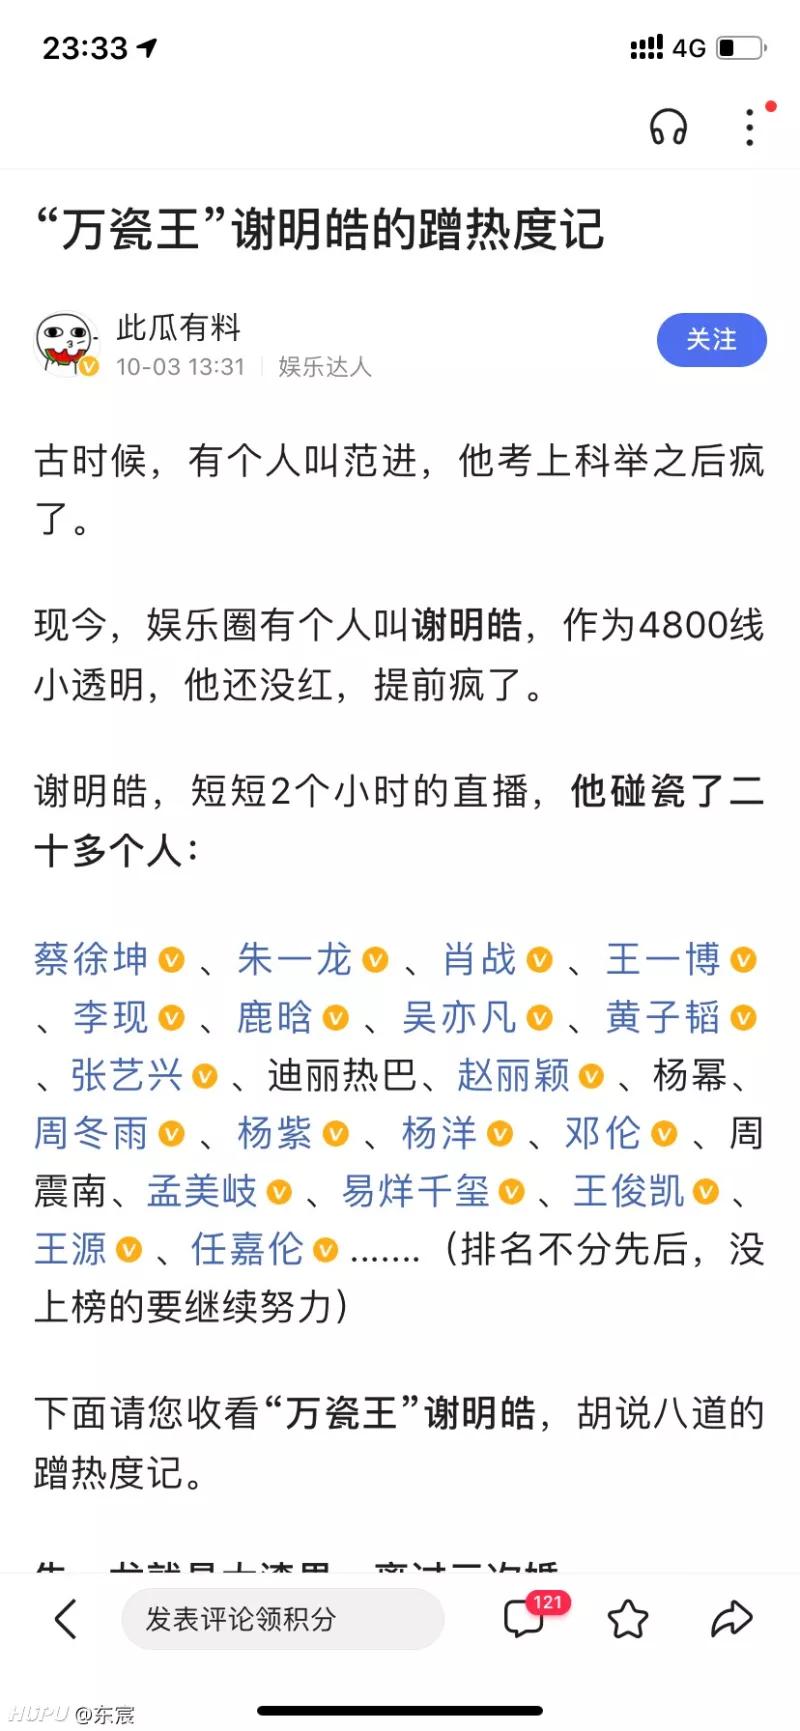 23:33
4G
“万瓷王”谢明皓的蹭热度记
此瓜有料
10-03 13:31 娱乐达人
关注
古时候，有个人叫范进，他考上科举之后疯
了。
现今，娱乐圈有个人叫谢明皓，作为4800线
小透明，他还没红，提前疯了。
谢明皓，短短2个小时的直播，他碰瓷了二
十多个人：
蔡徐坤、朱一龙、肖战、王一博
、李现、鹿晗、吴亦凡、黄子韬
、张艺兴、迪丽热巴、赵丽颖、杨幂、
周冬雨、杨紫、杨洋、邓伦、周
震南、孟美岐、易烊千玺、王俊凯、
王源、任嘉伦.......（排名不分先后，没
上榜的要继续努力）
下面请您收看“万瓷王”谢明皓，胡说八道的
蹭热度记。
发表评论领积分
121
HUPU @东宸